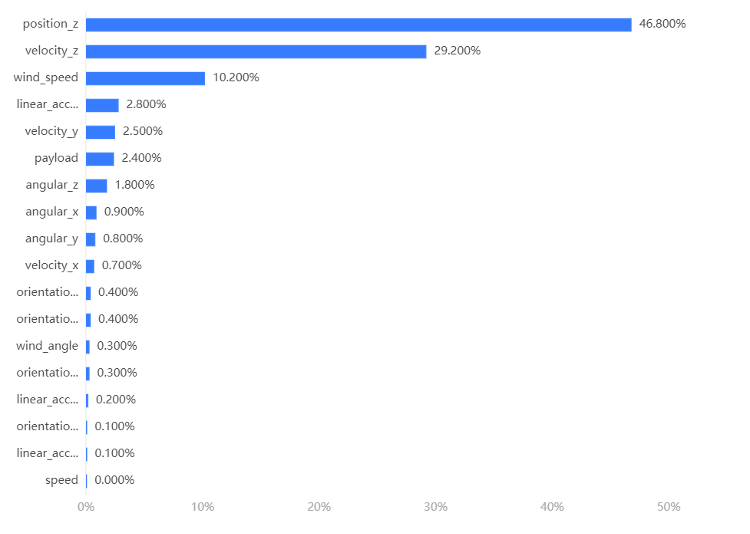 position_z 46.800%
velocity_z 29.200%
wind_speed 10.200%
linear_acc... 2.800%
velocity_y 2.500%
payload 2.400%
angular_z 1.800%
angular_x 0.900%
angular_y 0.800%
velocity_x 0.700%
orientatio... 0.400%
orientatio... 0.400%
wind_angle 0.300%
orientatio... 0.300%
linear_acc... 0.200%
orientatio... 0.100%
linear_acc... 0.100%
speed 0.000%
0% 10% 20% 30% 40% 50%